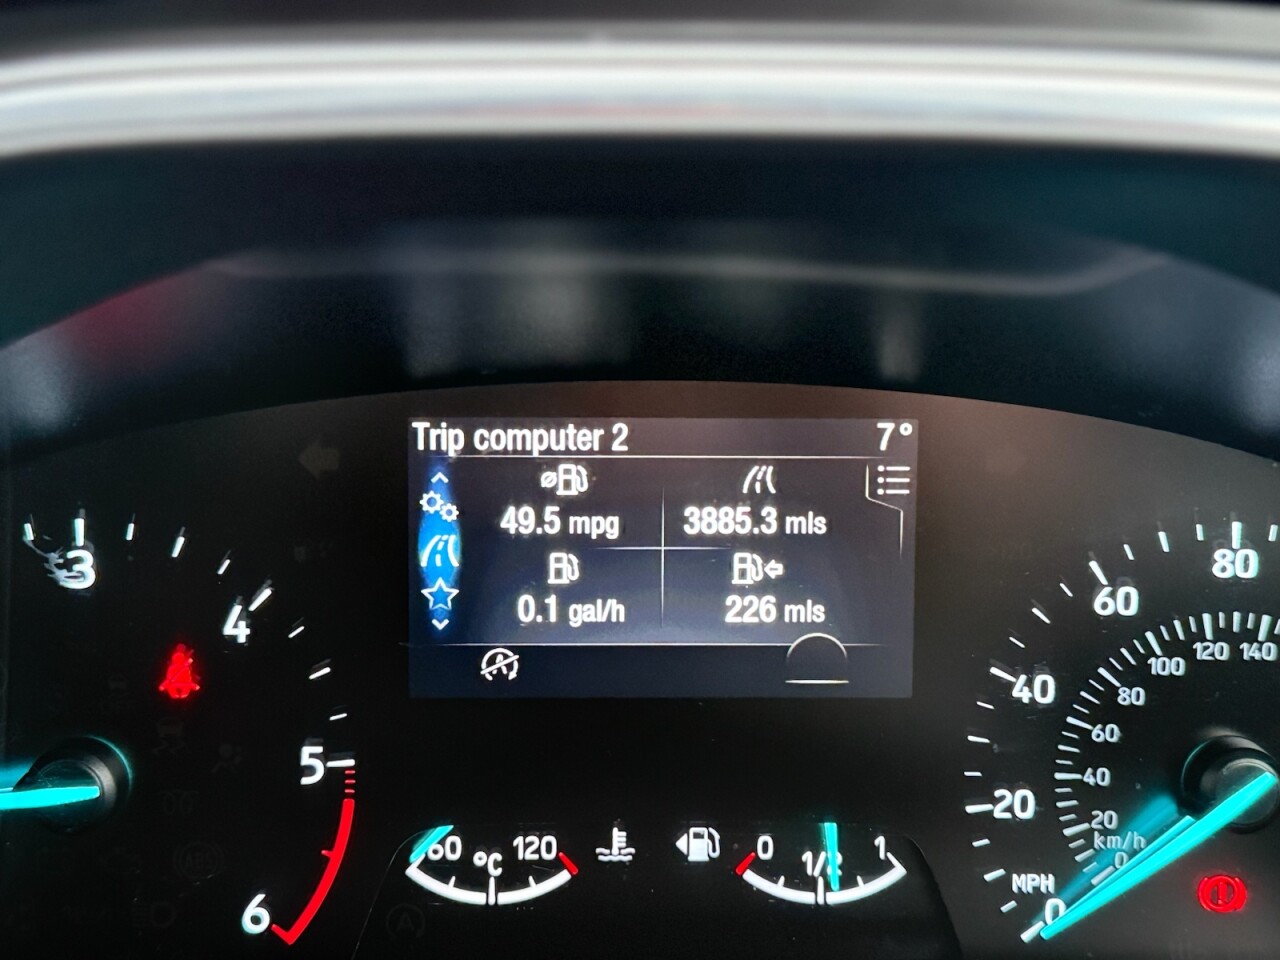 Trip computer 2 7°
49.5 mpg 3885.3 mls
0.1 gal/h 226 mls
3
4
5
6
60 °C 120
0 1/2 1
0 20 40 60 80
MPH
0 20 40 60 80 100 120 140
km/h